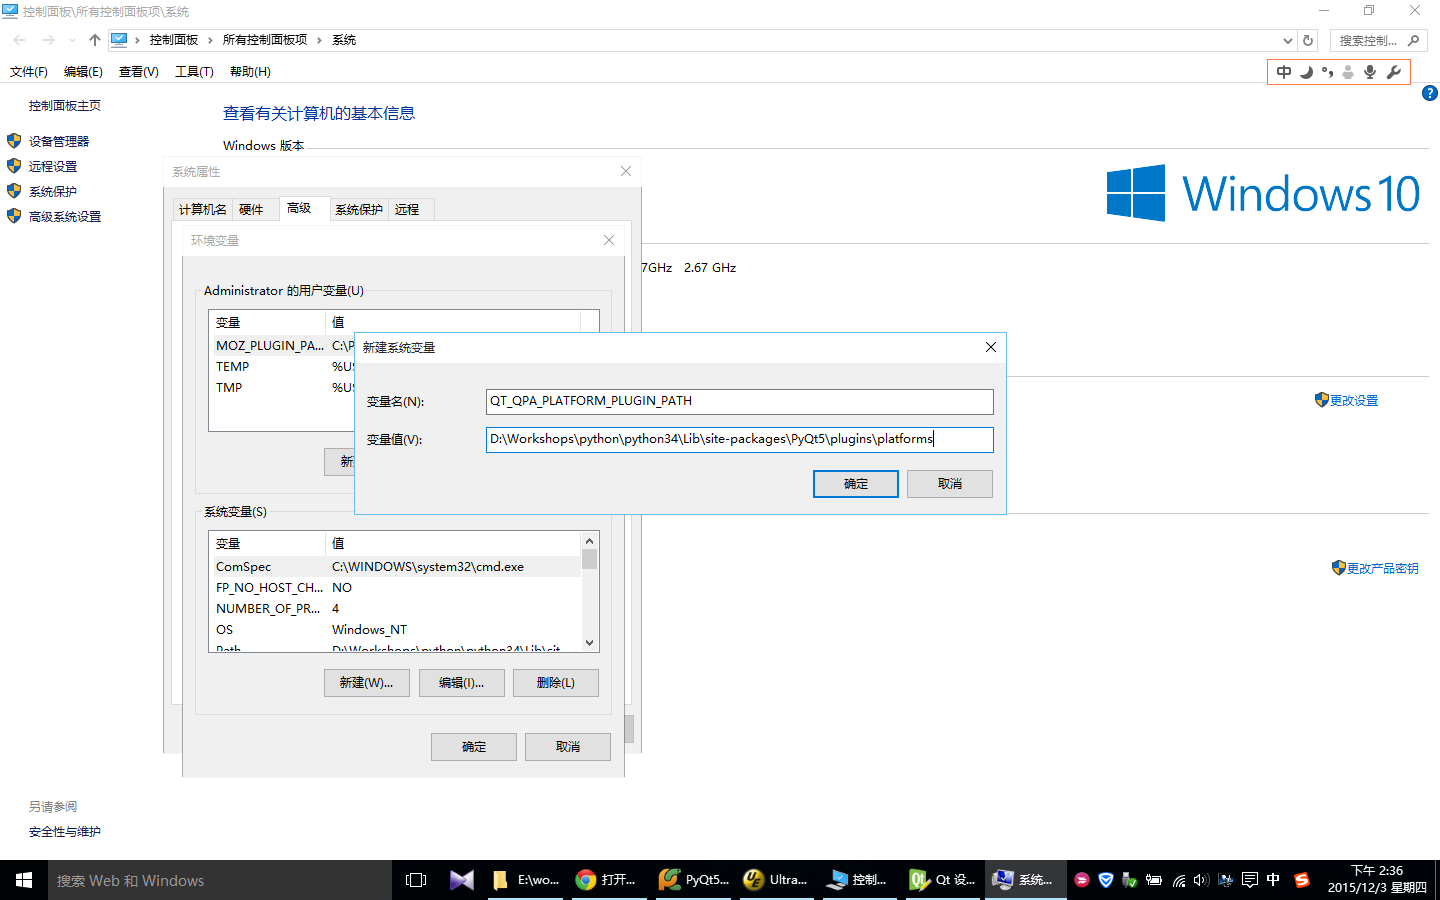 控制面板\所有控制面板项\系统
控制面板 › 所有控制面板项 › 系统
搜索控制...
文件(F) 编辑(E) 查看(V) 工具(T) 帮助(H)
中
控制面板主页
设备管理器
远程设置
系统保护
高级系统设置
查看有关计算机的基本信息
Windows 版本
Windows 10
7GHz 2.67 GHz
更改设置
更改产品密钥
系统属性
计算机名 硬件 高级 系统保护 远程
环境变量
Administrator 的用户变量(U)
变量 值
MOZ_PLUGIN_PA... C:\P
TEMP %US
TMP %US
新建系统变量
变量名(N): QT_QPA_PLATFORM_PLUGIN_PATH
变量值(V): D:\Workshops\python\python34\Lib\site-packages\PyQt5\plugins\platforms
确定 取消
系统变量(S)
变量 值
ComSpec C:\WINDOWS\system32\cmd.exe
FP_NO_HOST_CH... NO
NUMBER_OF_PR... 4
OS Windows_NT
Path D:\Workshops\python\python34\Lib\sit
新建(W)... 编辑(I)... 删除(L)
确定 取消
另请参阅
安全性与维护
搜索 Web 和 Windows
E:\wo... 打开... PyQt5... Ultra... 控制... Qt 设... 系统...
中
下午 2:36
2015/12/3 星期四